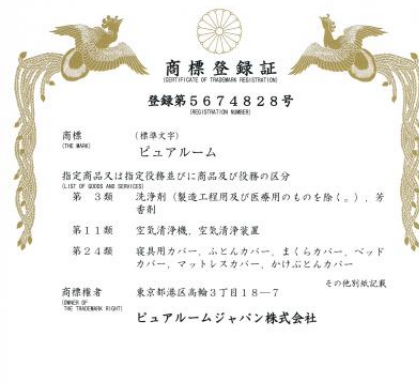 商標登録証
(CERTIFICATE OF TRADEMARK REGISTRATION)
登録第5674828号
(REGISTRATION NUMBER)
商標 (標準文字)
(THE MARK)
ピュアルーム
指定商品又は指定役務並びに商品及び役務の区分
(LIST OF GOODS AND SERVICES)
第 3類 洗浄剤(製造工程用及び医療用のものを除く。),芳
香剤
第11類 空気清浄機,空気清浄装置
第24類 寝具用カバー,ふとんカバー,まくらカバー,ベッド
カバー,マットレスカバー,かけぶとんカバー
その他別紙記載
商標権者 東京都港区高輪3丁目18—7
(OWNER OF
THE TRADEMARK RIGHT)
ピュアルームジャパン株式会社